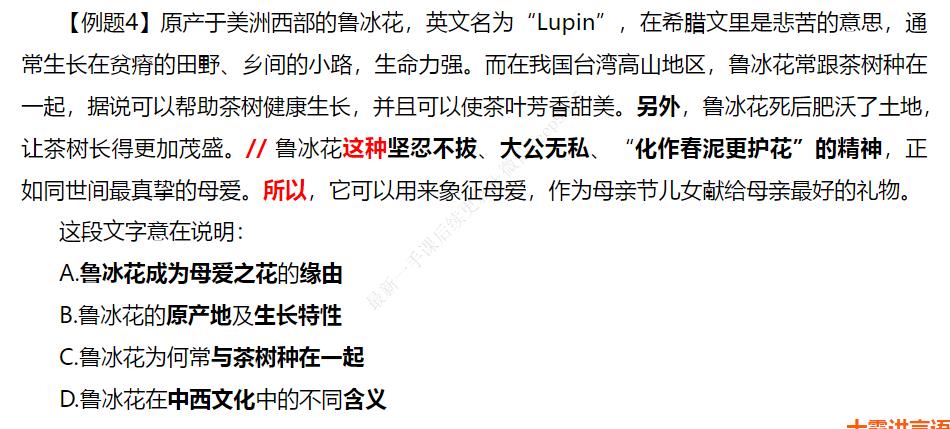 【例题4】原产于美洲西部的鲁冰花，英文名为“Lupin”，在希腊文里是悲苦的意思，通
常生长在贫瘠的田野、乡间的小路，生命力强。而在我国台湾高山地区，鲁冰花常跟茶树种在
一起，据说可以帮助茶树健康生长，并且可以使茶叶芳香甜美。另外，鲁冰花死后肥沃了土地，
让茶树长得更加茂盛。// 鲁冰花这种坚忍不拔、大公无私、“化作春泥更护花”的精神，正
如同世间最真挚的母爱。所以，它可以用来象征母爱，作为母亲节儿女献给母亲最好的礼物。
这段文字意在说明：
A.鲁冰花成为母爱之花的缘由
B.鲁冰花的原产地及生长特性
C.鲁冰花为何常与茶树种在一起
D.鲁冰花在中西文化中的不同含义
最新一手课后续更